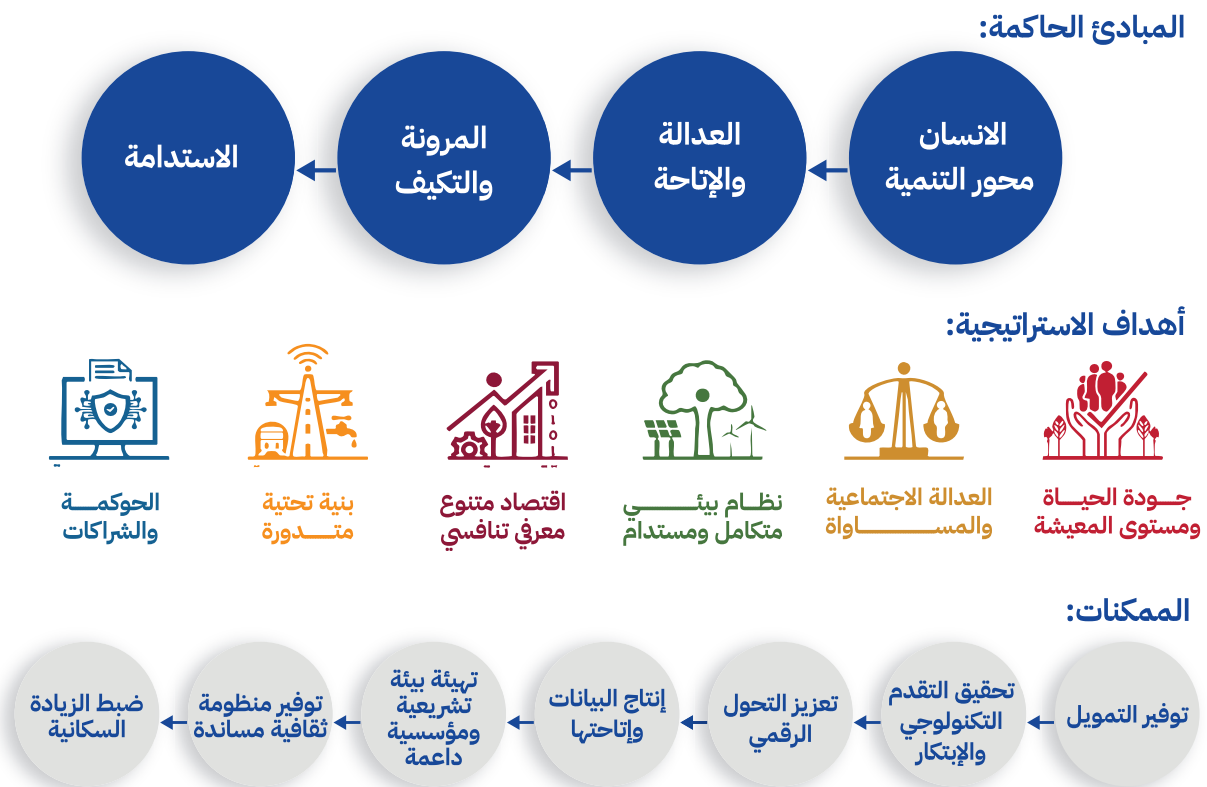 المبادئ الحاكمة:
الانسان
محور التنمية
العدالة
والإتاحة
المرونة
والتكيف
الاستدامة
أهداف الاستراتيجية:
جـودة الحيـاة
ومستوى المعيشة
العدالة الاجتماعية
والمســـــاواة
نظـام بيئـــــي
متكامل ومستدام
اقتصاد متنوع
معرفي تنافسي
بنية تحتية
متــدورة
الحوكمـــة
والشراكات
الممكنات:
توفير التمويل
تحقيق التقدم
التكنولوجي
والإبتكار
تعزيز التحول
الرقمي
إنتاج البيانات
وإتاحتها
تهيئة بيئة
تشريعية
ومؤسسية
داعمة
توفير منظومة
ثقافية مساندة
ضبط الزيادة
السكانية